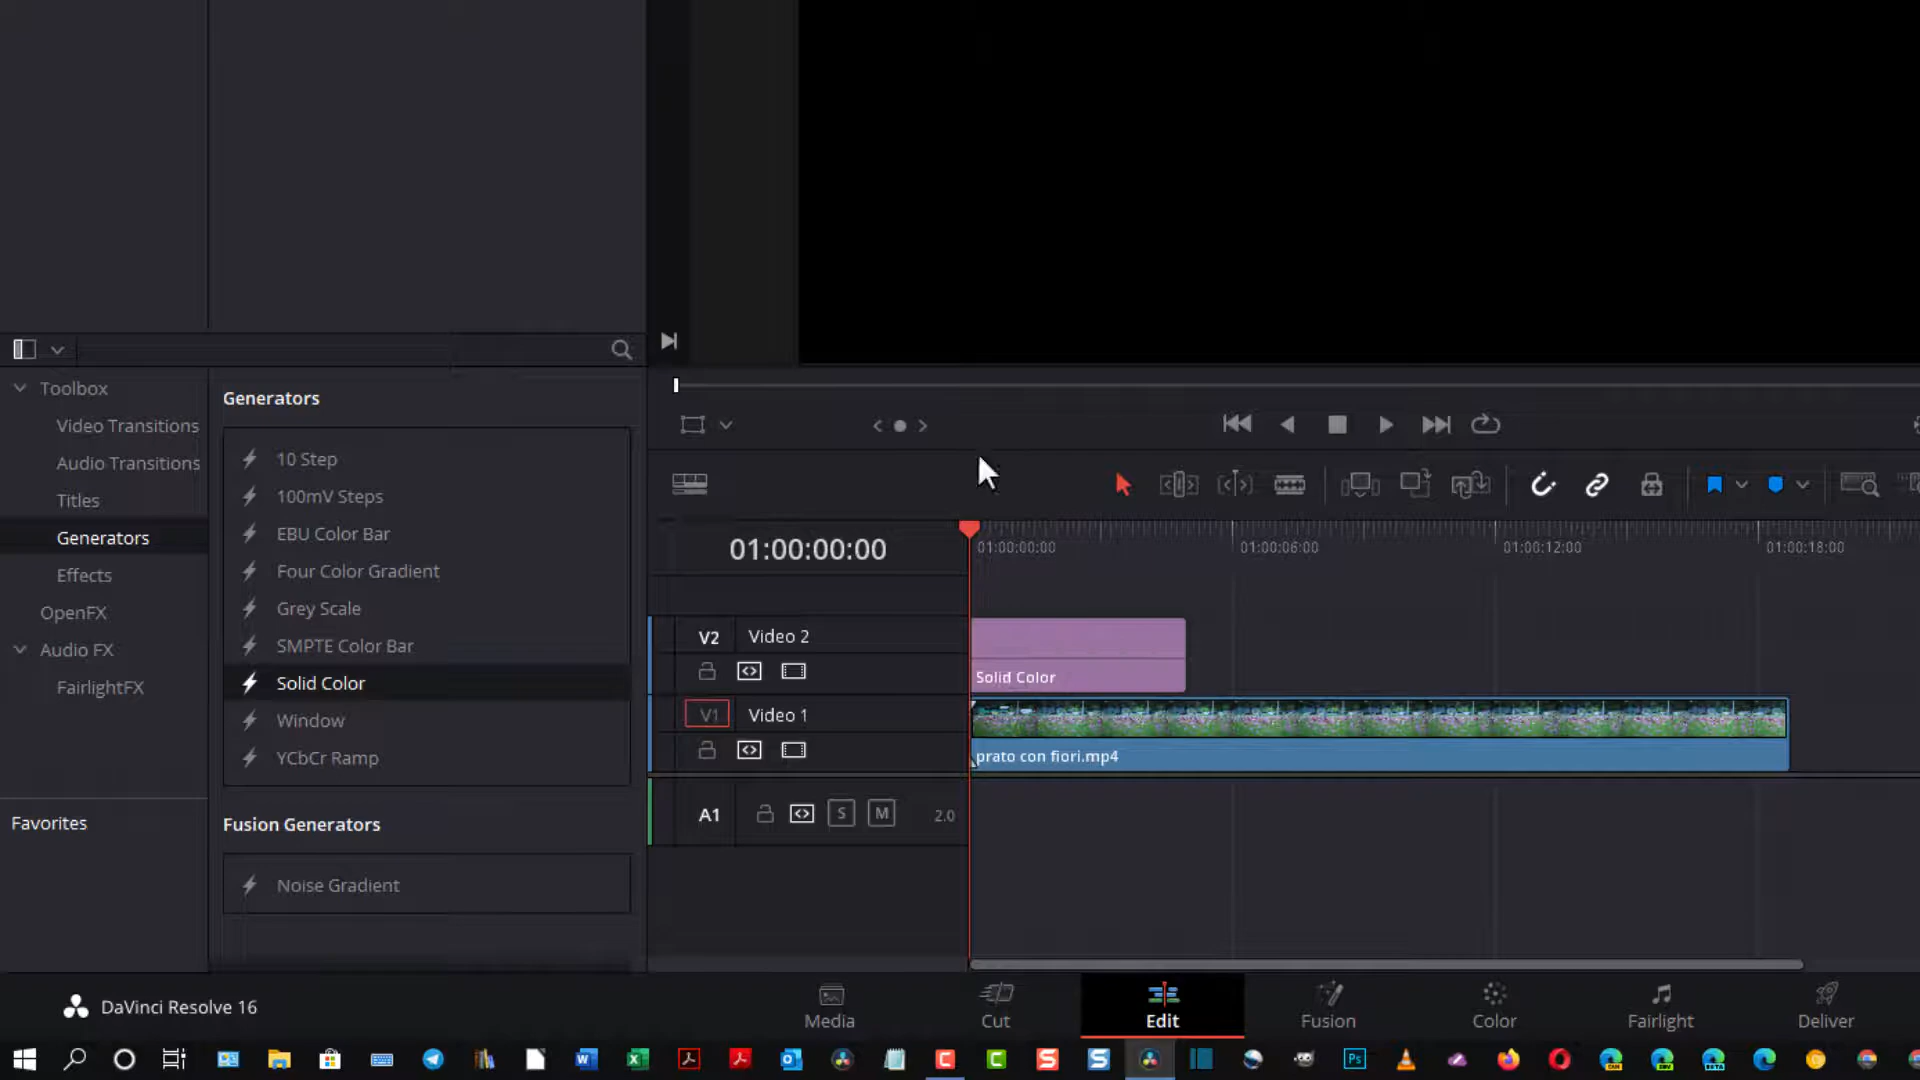 Toolbox
Video Transitions
Audio Transitions
Titles
Generators
Effects
OpenFX
Audio FX
FairlightFX
Favorites
Generators
10 Step
100mV Steps
EBU Color Bar
Four Color Gradient
Grey Scale
SMPTE Color Bar
Solid Color
Window
YCbCr Ramp
Fusion Generators
Noise Gradient
01:00:00:00
01:00:00:00
01:00:06:00
01:00:12:00
01:00:18:00
V2
Video 2
Solid Color
V1
Video 1
prato con fiori.mp4
A1
S
M
2.0
DaVinci Resolve 16
Media
Cut
Edit
Fusion
Color
Fairlight
Deliver